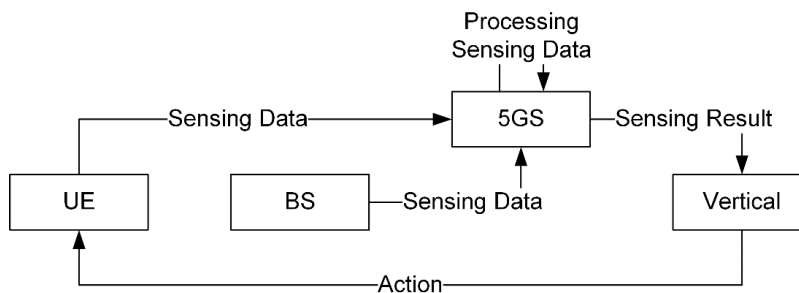 Processing
Sensing Data
Sensing Data
5GS
Sensing Result
UE
BS
Sensing Data
Vertical
Action